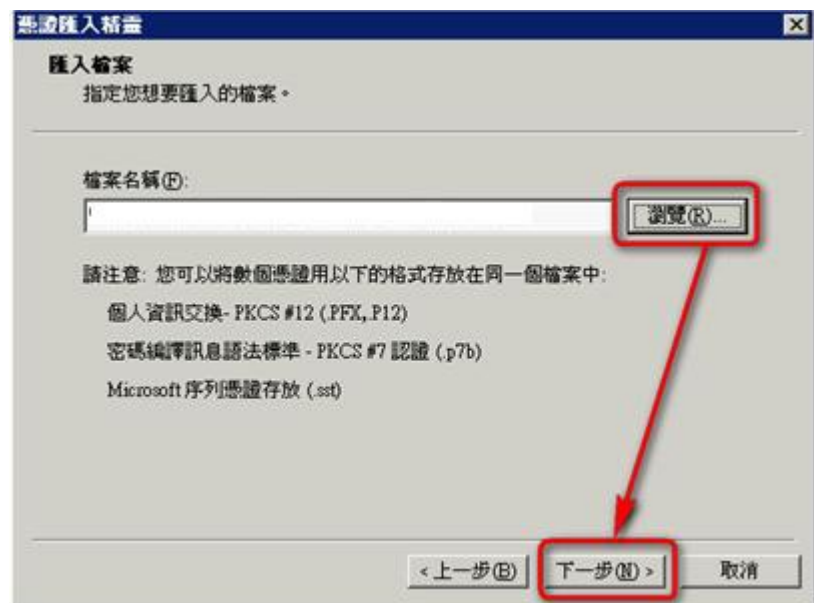 憑證匯入精靈
匯入檔案
指定您想要匯入的檔案。
檔案名稱(F):
瀏覽(R)...
請注意: 您可以將數個憑證用以下的格式存放在同一個檔案中:
個人資訊交換- PKCS #12 (.PFX,.P12)
密碼編譯訊息語法標準 - PKCS #7 認證 (.p7b)
Microsoft 序列憑證存放 (.sst)
<上一步(B) 下一步(N)> 取消